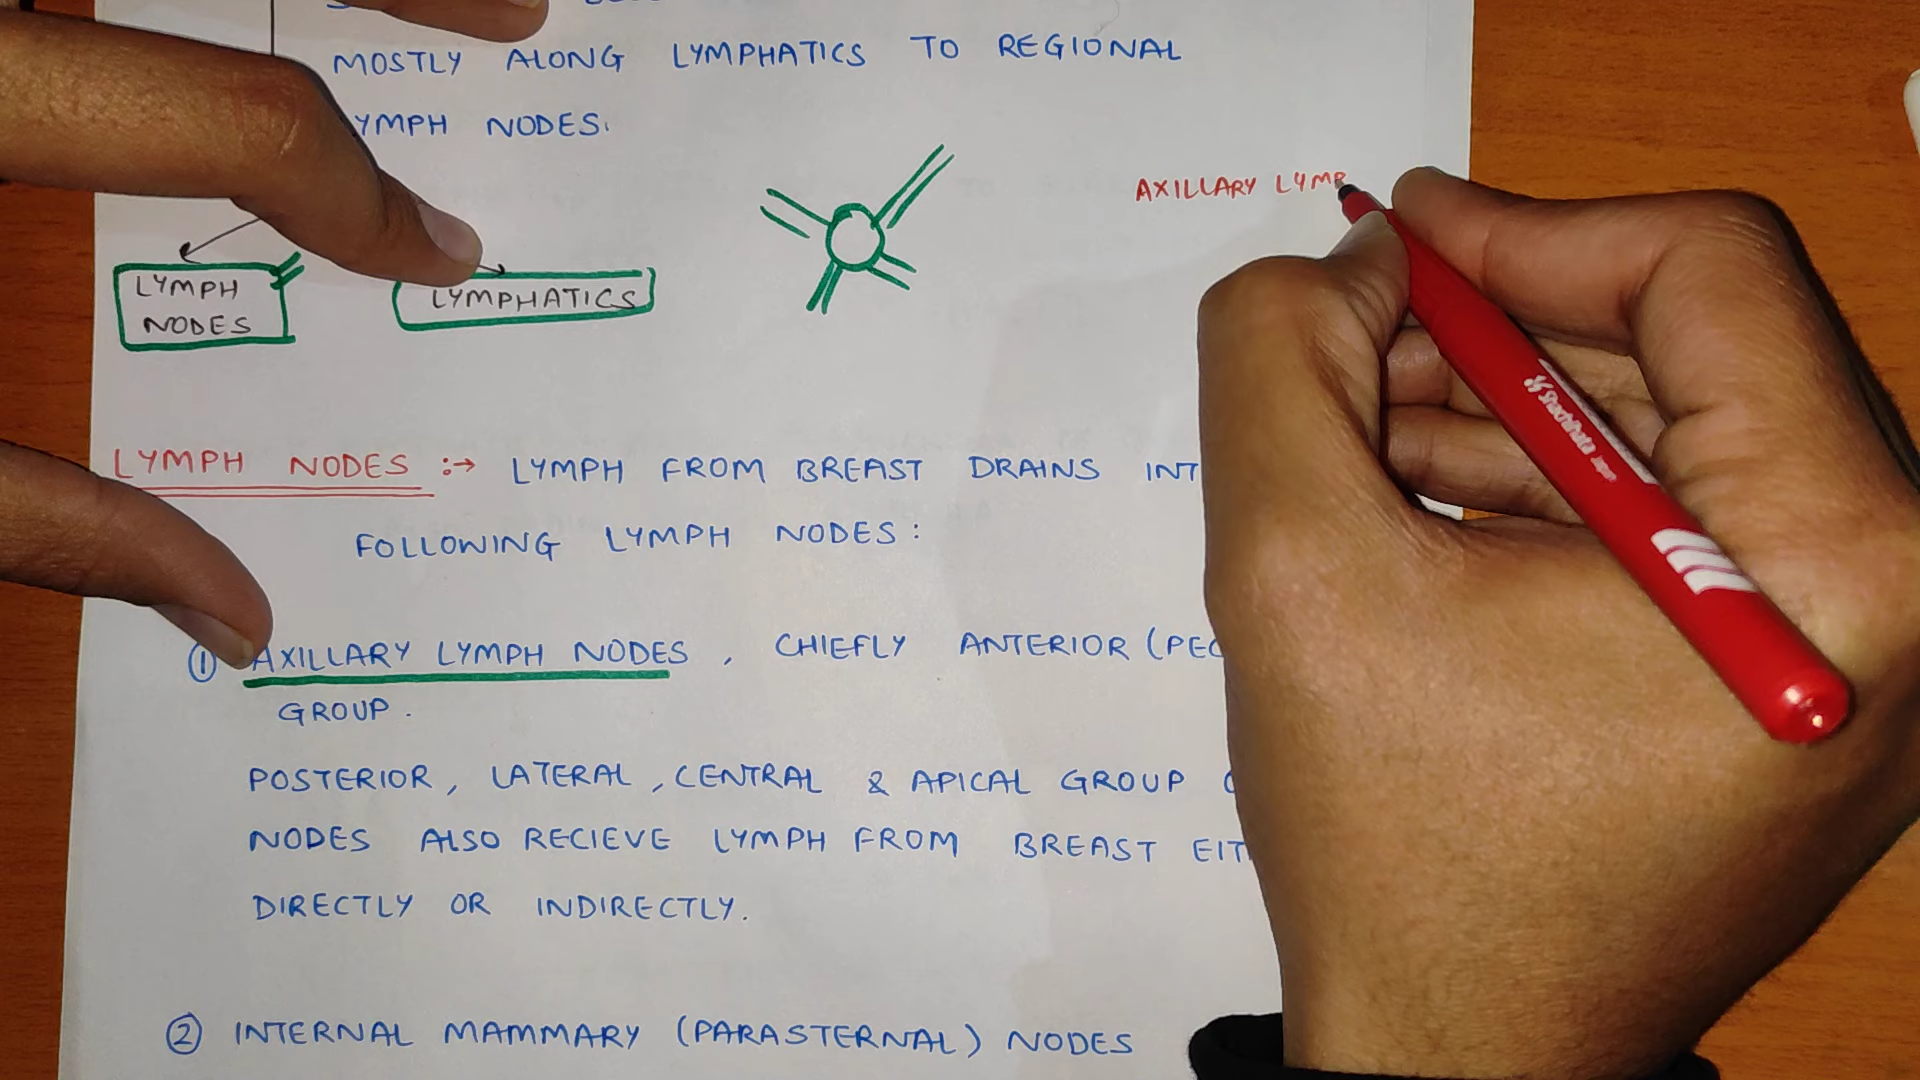 MOSTLY ALONG LYMPHATICS TO REGIONAL
YMPH NODES.
AXILLARY LYMP
LYMPH
NODES
LYMPHATICS
LYMPH NODES :→ LYMPH FROM BREAST DRAINS INT
FOLLOWING LYMPH NODES :
① AXILLARY LYMPH NODES , CHIEFLY ANTERIOR (PEC
GROUP .
POSTERIOR , LATERAL , CENTRAL & APICAL GROUP
NODES ALSO RECIEVE LYMPH FROM BREAST EIT
DIRECTLY OR INDIRECTLY.
② INTERNAL MAMMARY (PARASTERNAL) NODES
Shachihata